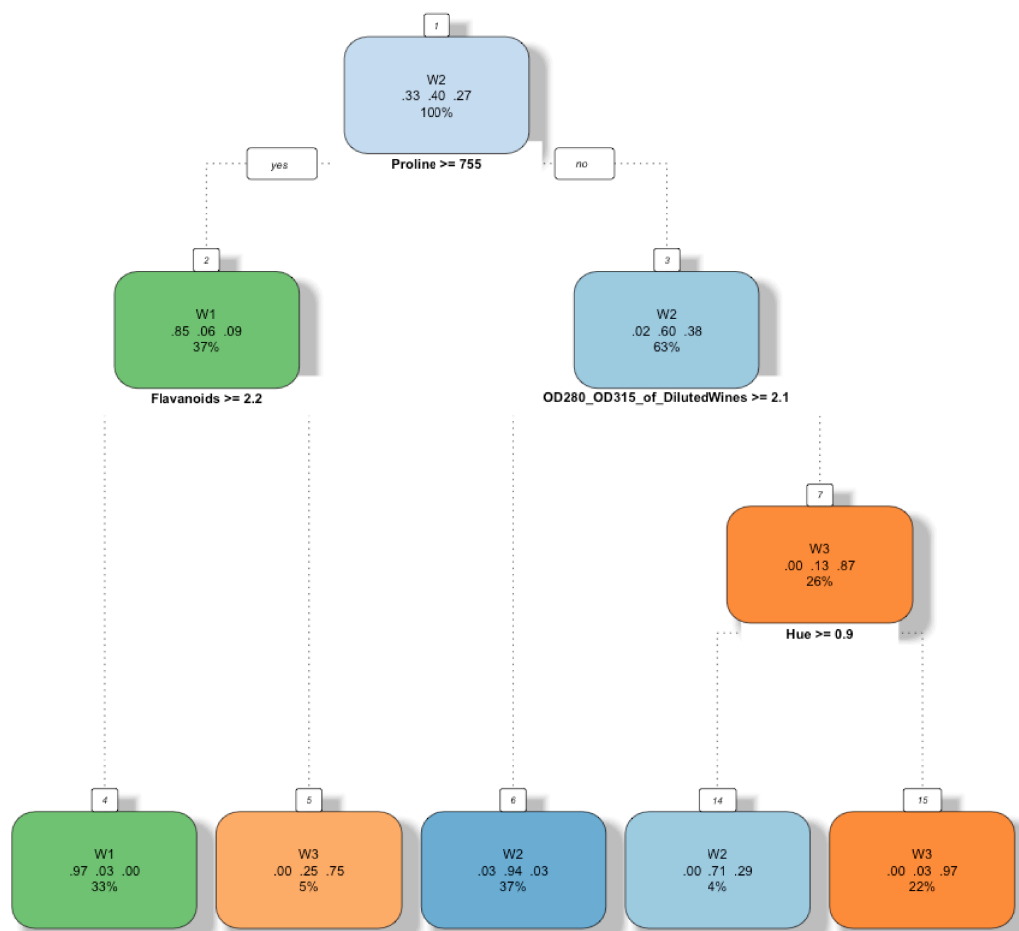 1
W2
.33 .40 .27
100%
yes
Proline >= 755
no
2
W1
.85 .06 .09
37%
Flavanoids >= 2.2
3
W2
.02 .60 .38
63%
OD280_OD315_of_DilutedWines >= 2.1
7
W3
.00 .13 .87
26%
Hue >= 0.9
4
W1
.97 .03 .00
33%
5
W3
.00 .25 .75
5%
6
W2
.03 .94 .03
37%
14
W2
.00 .71 .29
4%
15
W3
.00 .03 .97
22%